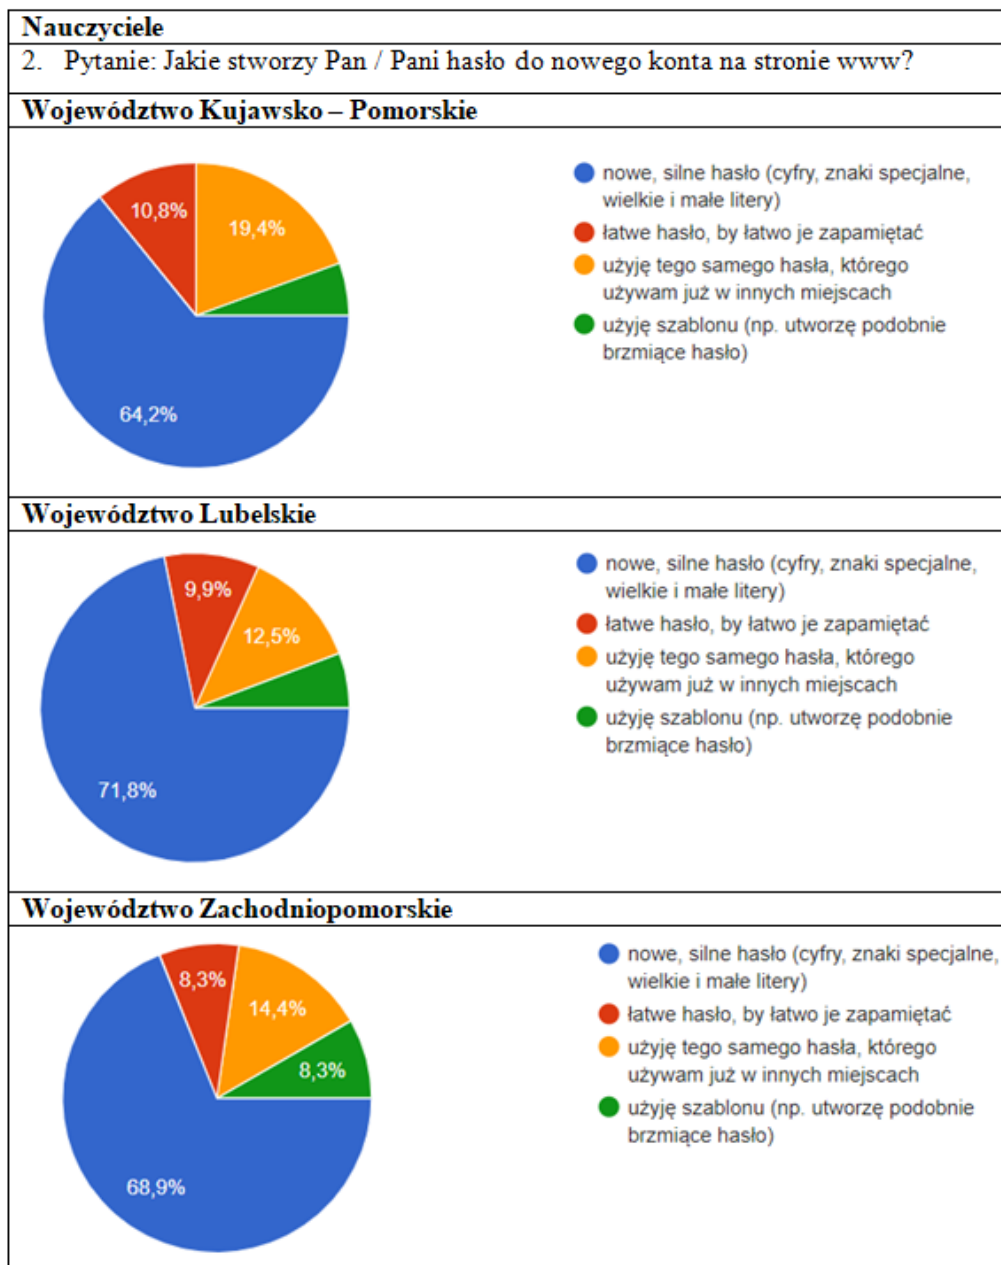 Nauczyciele
2. Pytanie: Jakie stworzy Pan / Pani hasło do nowego konta na stronie www?
Województwo Kujawsko – Pomorskie
10,8%
19,4%
64,2%
nowe, silne hasło (cyfry, znaki specjalne,
wielkie i małe litery)
łatwe hasło, by łatwo je zapamiętać
użyję tego samego hasła, którego
używam już w innych miejscach
użyję szablonu (np. utworzę podobnie
brzmiące hasło)
Województwo Lubelskie
9,9%
12,5%
71,8%
nowe, silne hasło (cyfry, znaki specjalne,
wielkie i małe litery)
łatwe hasło, by łatwo je zapamiętać
użyję tego samego hasła, którego
używam już w innych miejscach
użyję szablonu (np. utworzę podobnie
brzmiące hasło)
Województwo Zachodniopomorskie
8,3%
14,4%
8,3%
68,9%
nowe, silne hasło (cyfry, znaki specjalne,
wielkie i małe litery)
łatwe hasło, by łatwo je zapamiętać
użyję tego samego hasła, którego
używam już w innych miejscach
użyję szablonu (np. utworzę podobnie
brzmiące hasło)